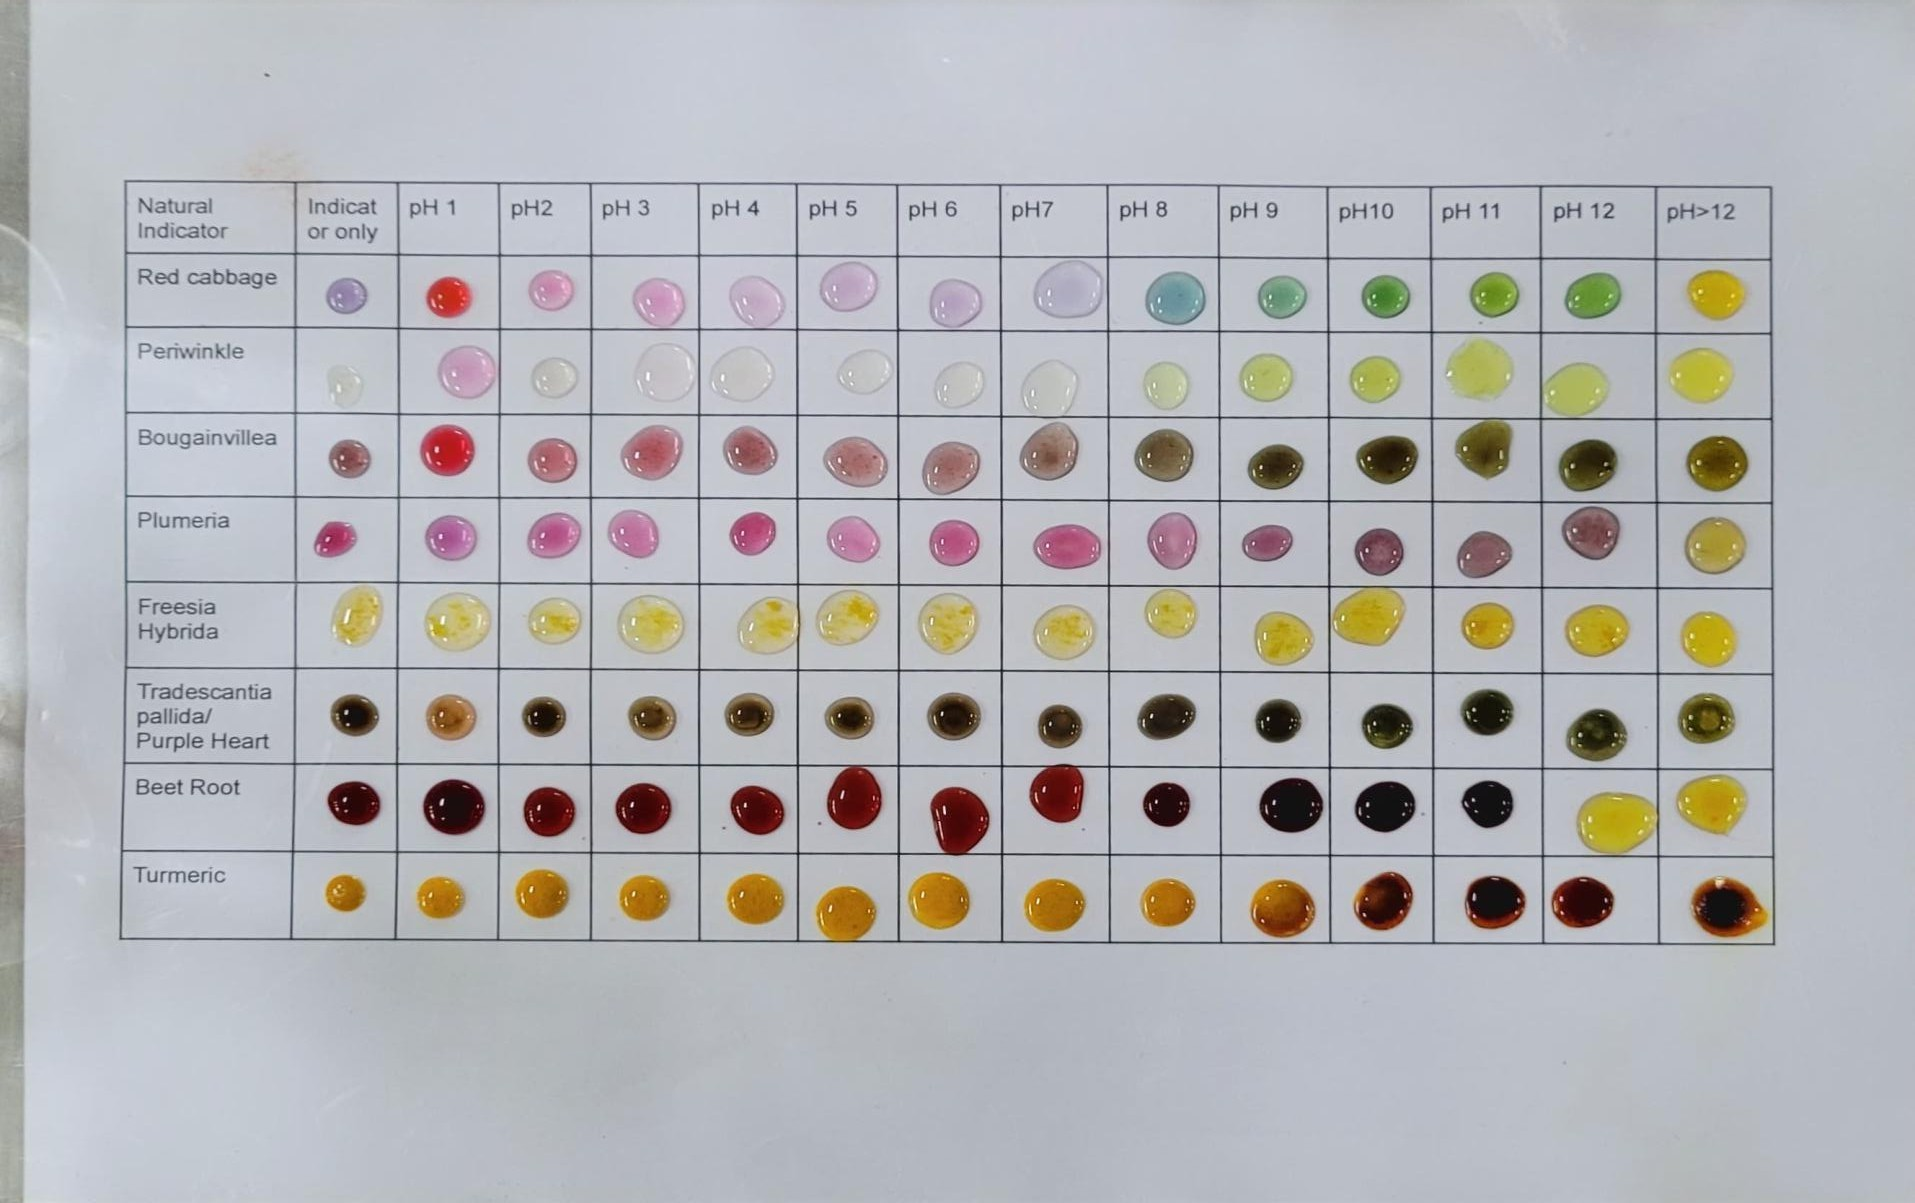 Natural
Indicator
Indicat
or only
pH 1
pH2
pH 3
pH 4
pH 5
pH 6
pH7
pH 8
pH 9
pH10
pH 11
pH 12
pH>12
Red cabbage
Periwinkle
Bougainvillea
Plumeria
Freesia
Hybrida
Tradescantia
pallida/
Purple Heart
Beet Root
Turmeric